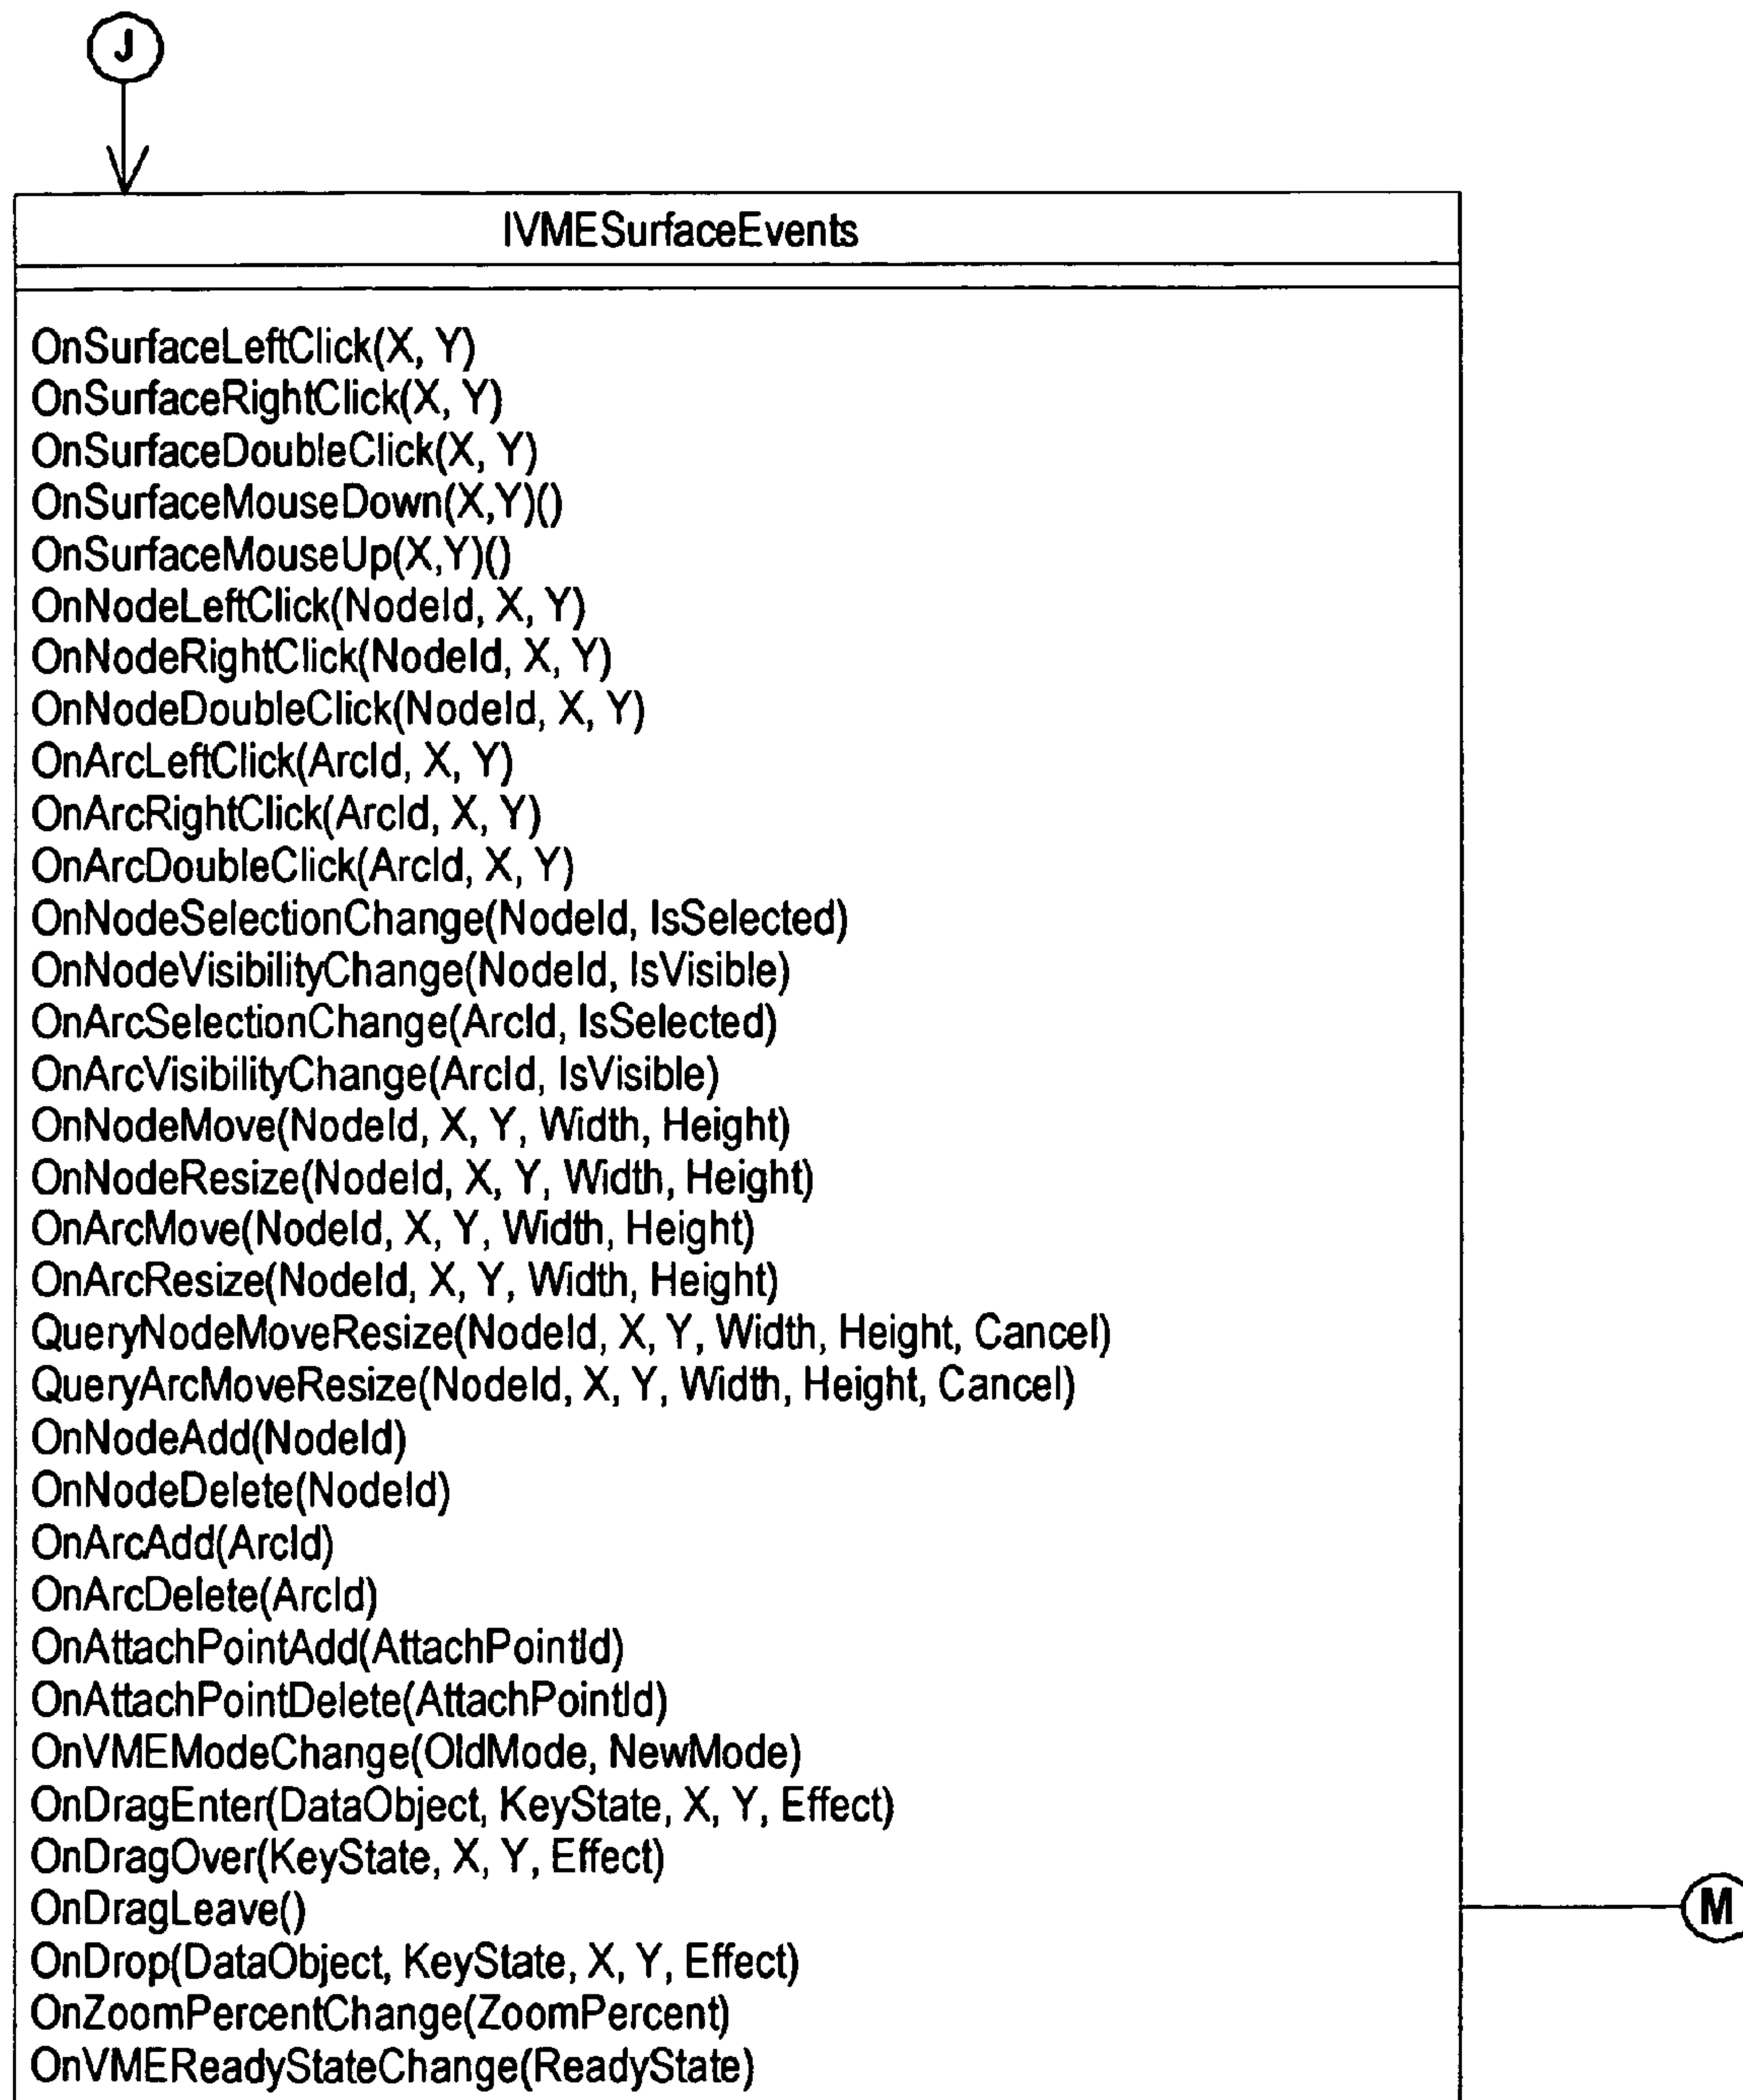 J
IVMESurfaceEvents
OnSurfaceLeftClick(X, Y)
OnSurfaceRightClick(X, Y)
OnSurfaceDoubleClick(X, Y)
OnSurfaceMouseDown(X,Y)()
OnSurfaceMouseUp(X,Y)()
OnNodeLeftClick(NodeId, X, Y)
OnNodeRightClick(NodeId, X, Y)
OnNodeDoubleClick(NodeId, X, Y)
OnArcLeftClick(ArcId, X, Y)
OnArcRightClick(ArcId, X, Y)
OnArcDoubleClick(ArcId, X, Y)
OnNodeSelectionChange(NodeId, IsSelected)
OnNodeVisibilityChange(NodeId, IsVisible)
OnArcSelectionChange(ArcId, IsSelected)
OnArcVisibilityChange(ArcId, IsVisible)
OnNodeMove(NodeId, X, Y, Width, Height)
OnNodeResize(NodeId, X, Y, Width, Height)
OnArcMove(NodeId, X, Y, Width, Height)
OnArcResize(NodeId, X, Y, Width, Height)
QueryNodeMoveResize(NodeId, X, Y, Width, Height, Cancel)
QueryArcMoveResize(NodeId, X, Y, Width, Height, Cancel)
OnNodeAdd(NodeId)
OnNodeDelete(NodeId)
OnArcAdd(ArcId)
OnArcDelete(ArcId)
OnAttachPointAdd(AttachPointId)
OnAttachPointDelete(AttachPointId)
OnVMEModeChange(OldMode, NewMode)
OnDragEnter(DataObject, KeyState, X, Y, Effect)
OnDragOver(KeyState, X, Y, Effect)
OnDragLeave()
M
OnDrop(DataObject, KeyState, X, Y, Effect)
OnZoomPercentChange(ZoomPercent)
OnVMEReadyStateChange(ReadyState)